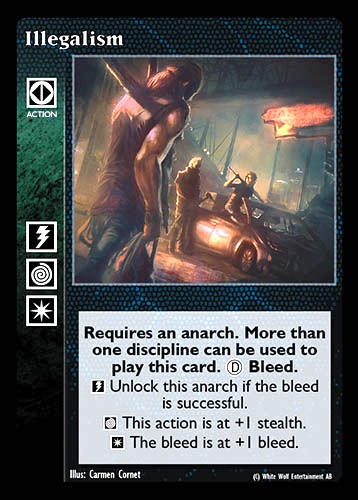 Illegalism
ACTION
Requires an anarch. More than
one discipline can be used to
play this card. Ⓓ Bleed.
Unlock this anarch if the bleed
is successful.
This action is at +1 stealth.
The bleed is at +1 bleed.
Illus: Carmen Cornet
(C) White Wolf Entertainment AB